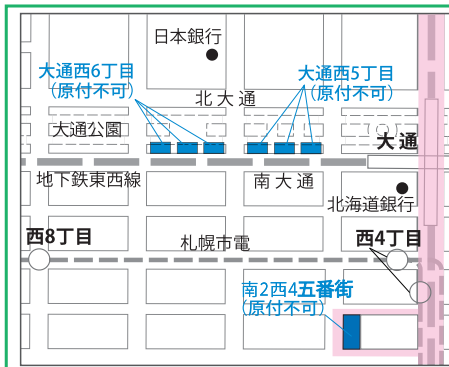 日本銀行
大通西6丁目
(原付不可)
大通西5丁目
(原付不可)
北大通
大通公園
大通
地下鉄東西線
南大通
北海道銀行
西8丁目
札幌市電
西4丁目
南2西4五番街
(原付不可)